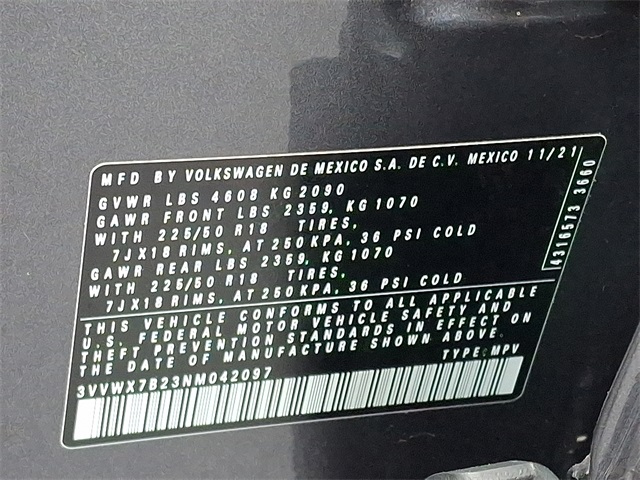 MFD BY VOLKSWAGEN DE MEXICO S.A. DE C.V. MEXICO 11/21
GVWR LBS 4608 KG 2090
GAWR FRONT LBS 2359, KG 1070
WITH 225/50 R18 TIRES,
7JX18 RIMS, AT 250 KPA, 36 PSI COLD
GAWR REAR LBS 2359, KG 1070
WITH 225/50 R18 TIRES,
7JX18 RIMS, AT 250 KPA, 36 PSI COLD
4316573 3660
THIS VEHICLE CONFORMS TO ALL APPLICABLE
U.S. FEDERAL MOTOR VEHICLE SAFETY AND
THEFT PREVENTION STANDARDS IN EFFECT ON
THE DATE OF MANUFACTURE SHOWN ABOVE.
3VVWX7B23NM042097 TYPE: MPV